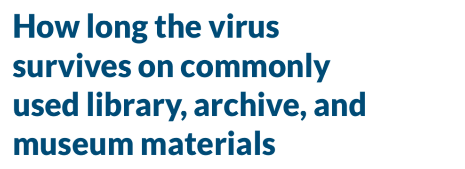 How long the virus
survives on commonly
used library, archive, and
museum materials